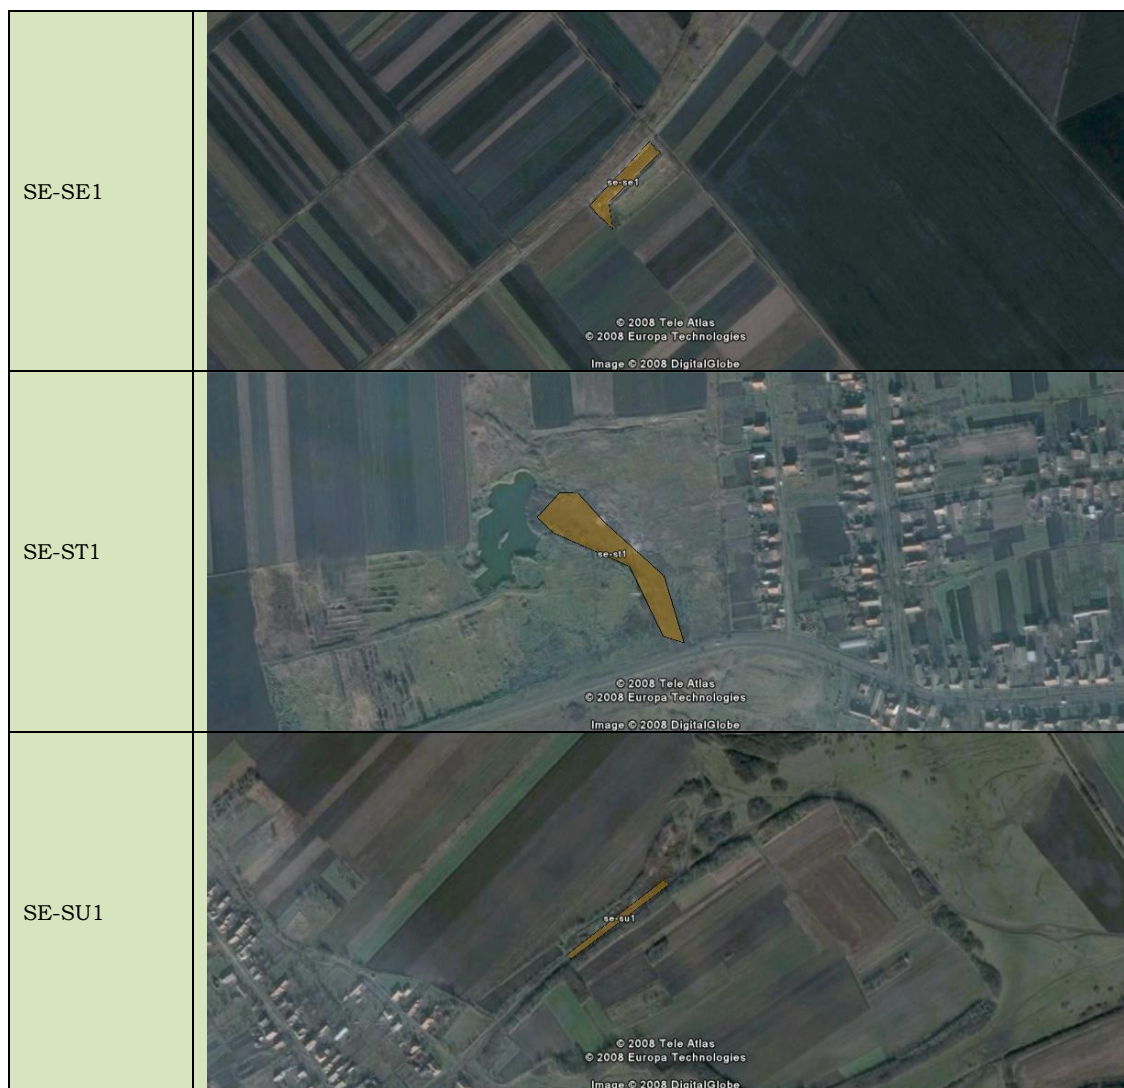 SE-SE1
se-se1
© 2008 Tele Atlas
© 2008 Europa Technologies
Image © 2008 DigitalGlobe
SE-ST1
se-st1
© 2008 Tele Atlas
© 2008 Europa Technologies
Image © 2008 DigitalGlobe
SE-SU1
se-su1
© 2008 Tele Atlas
© 2008 Europa Technologies
Image © 2008 DigitalGlobe